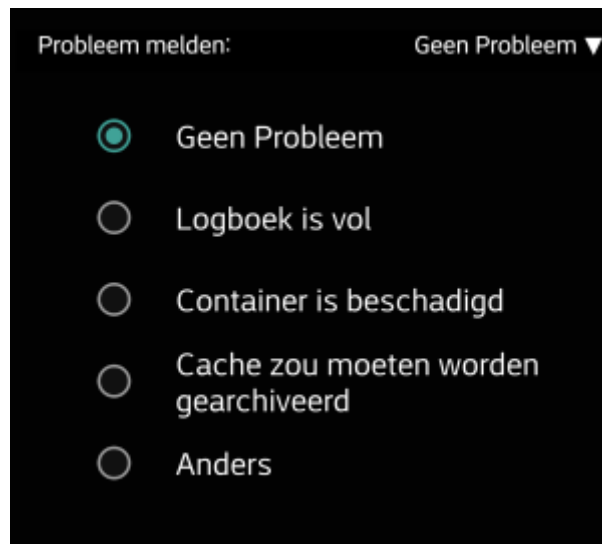 Probleem melden: Geen Probleem ▼
Geen Probleem
Logboek is vol
Container is beschadigd
Cache zou moeten worden
gearchiveerd
Anders